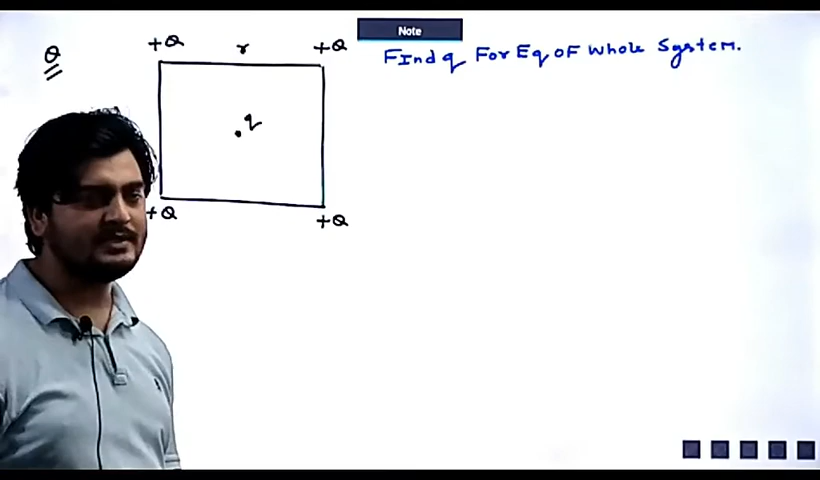 Note
Q
+Q r +Q
Find q For Eq of whole System.
q
+Q
+Q